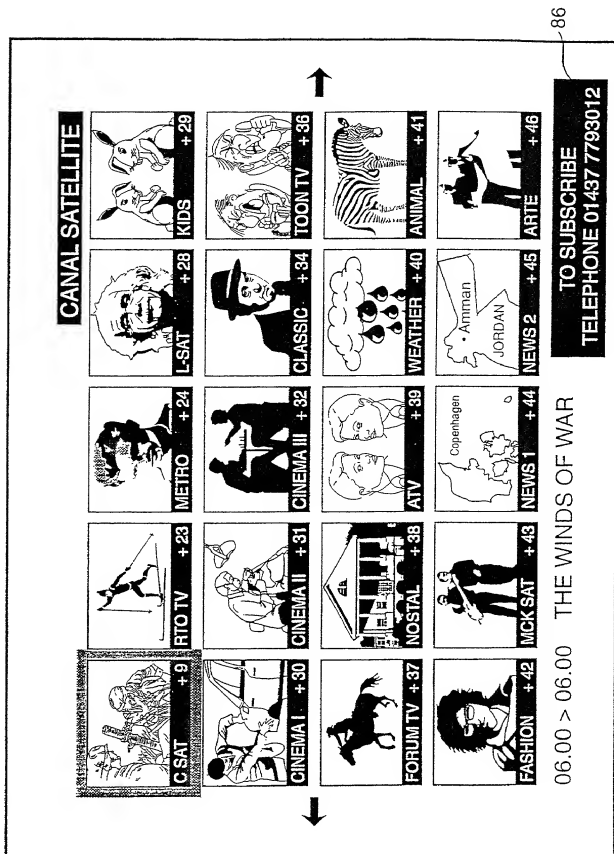 CANAL SATELLITE
C SAT +9
RTO TV +23
METRO +24
L-SAT +28
KIDS +29
CINEMA I +30
CINEMA II +31
CINEMA III +32
CLASSIC +34
TOON TV +36
FORUM TV +37
NOSTAL +38
ATV +39
WEATHER +40
ANIMAL +41
FASHION +42
MCK SAT +43
Copenhagen
NEWS 1 +44
Amman
JORDAN
NEWS 2 +45
ARTE +46
06.00 > 06.00 THE WINDS OF WAR
TO SUBSCRIBE
TELEPHONE 01437 7793012
86